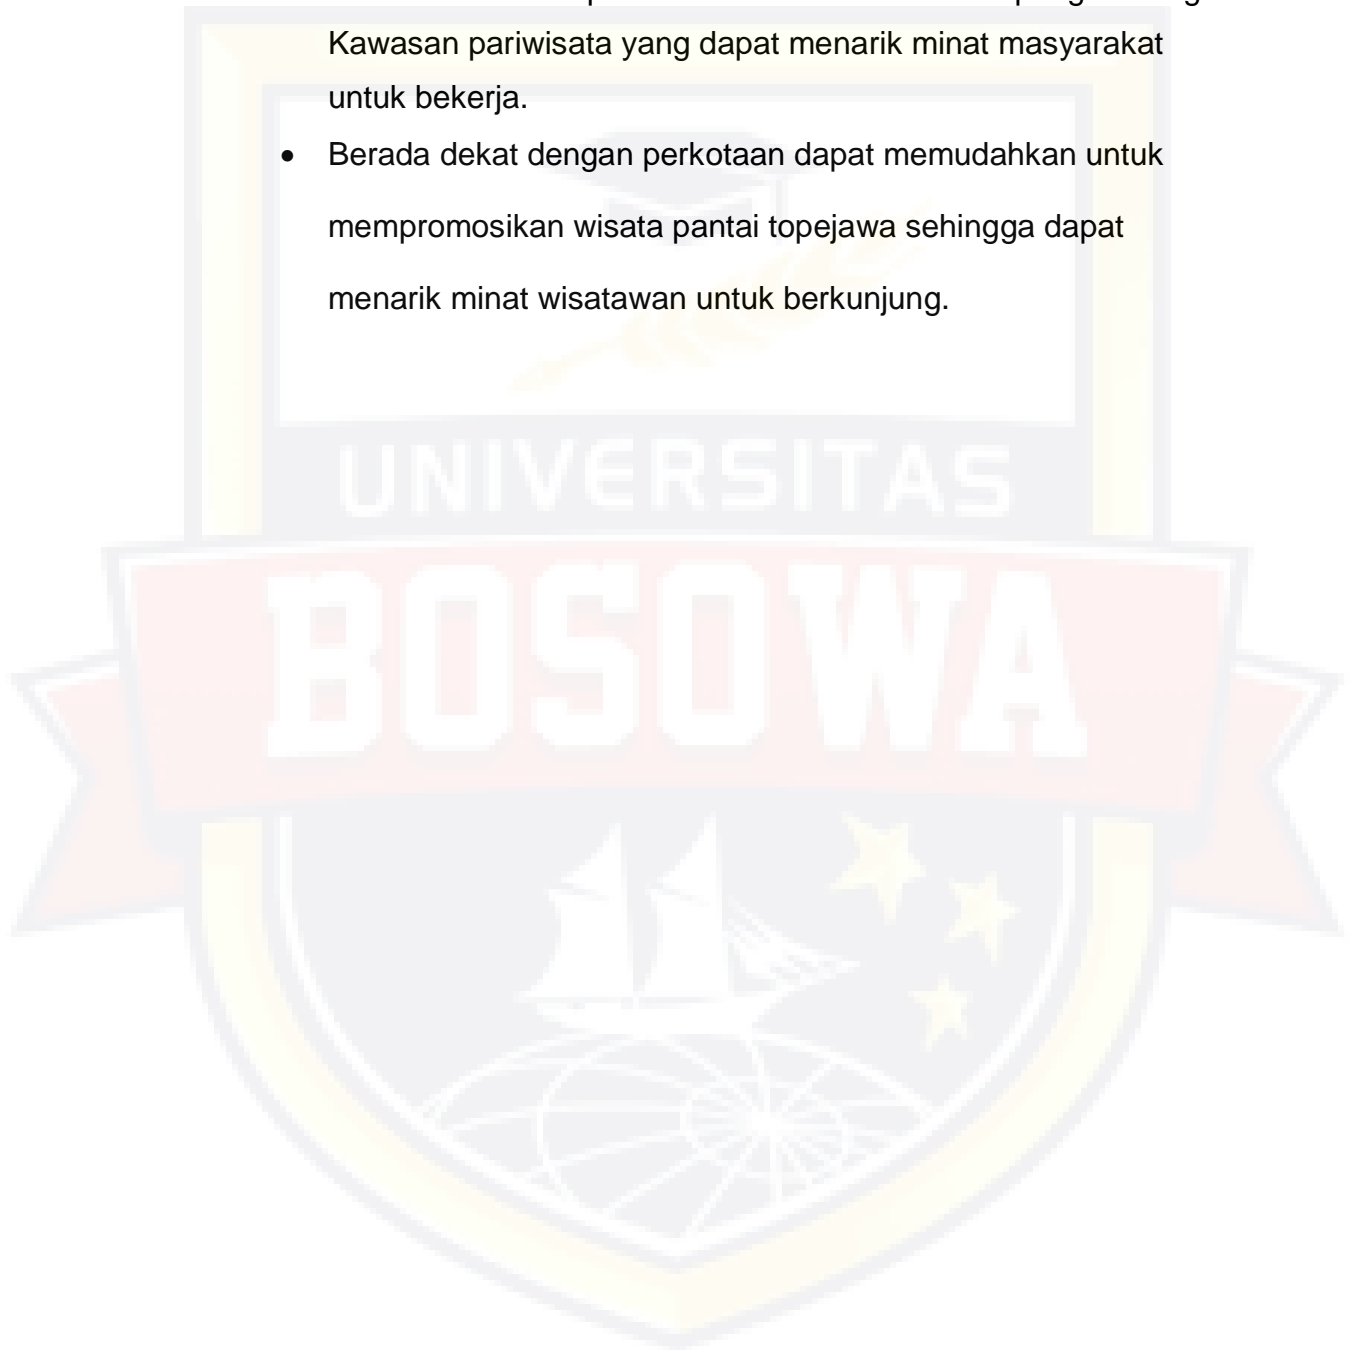 Kawasan pariwisata yang dapat menarik minat masyarakat
untuk bekerja.
• Berada dekat dengan perkotaan dapat memudahkan untuk
mempromosikan wisata pantai topejawa sehingga dapat
menarik minat wisatawan untuk berkunjung.
UNIVERSITAS
BOSOWA